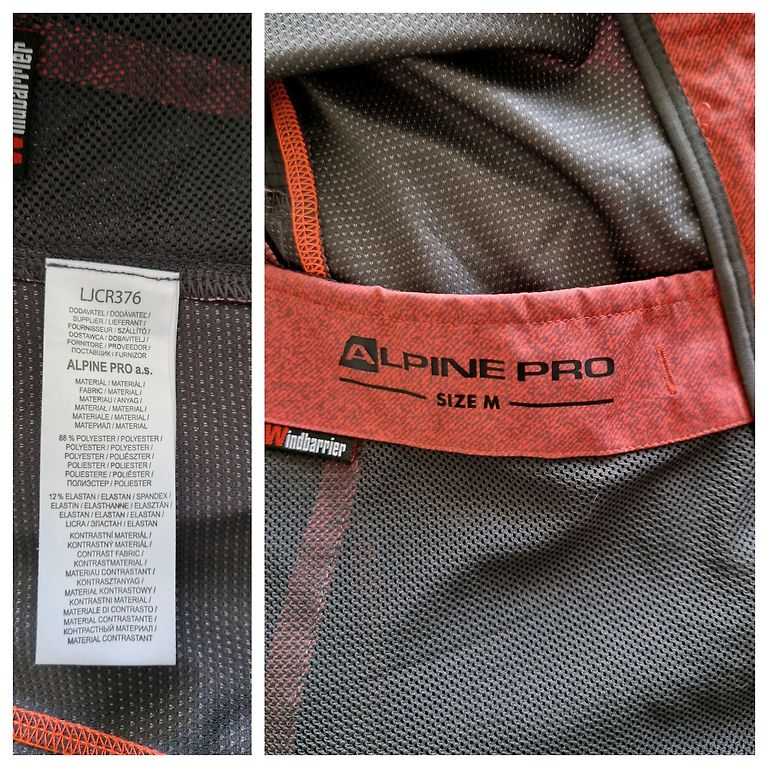 Windbarrier
LJCR376
DODAVATEL / DODÁVATEĽ /
SUPPLIER / LIEFERANT /
FOURNISSEUR / SZÁLLÍTÓ /
DOSTAWCA / DOBAVITELJ /
FORNITORE / PROVEEDOR /
ПОСТАВЩИК / FURNIZOR
ALPINE PRO a.s.
MATERIÁL / MATERIÁL /
FABRIC / MATERIAL /
MATERIAU / ANYAG /
MATERIAŁ / MATERIAL /
MATERIALE / MATERIAL /
МАТЕРИАЛ / MATERIAL
88 % POLYESTER / POLYESTER /
POLYESTER / POLYESTER /
POLYESTER / POLIÉSZTER /
POLIESTER / POLIESTER /
POLIESTERE / POLIÉSTER /
ПОЛИЭСТЕР / POLIESTER
12 % ELASTAN / ELASTAN / SPANDEX /
ELASTIN / ELASTHANNE / ELASZTÁN /
ELASTAN / ELASTAN / ELASTAN /
LICRA / ЭЛАСТАН / ELASTAN
KONTRASTNÍ MATERIÁL /
KONTRASTNÝ MATERIÁL /
CONTRAST FABRIC /
KONTRASTMATERIAL /
MATERIAU CONTRASTANT /
KONTRASZTANYAG /
MATERIAŁ KONTRASTOWY /
KONTRASTNI MATERIAL /
MATERIALE DI CONTRASTO /
MATERIAL CONTRASTANTE /
КОНТРАСТНЫЙ МАТЕРИАЛ /
MATERIAL CONTRASTANT
ALPINE PRO
SIZE M
Windbarrier